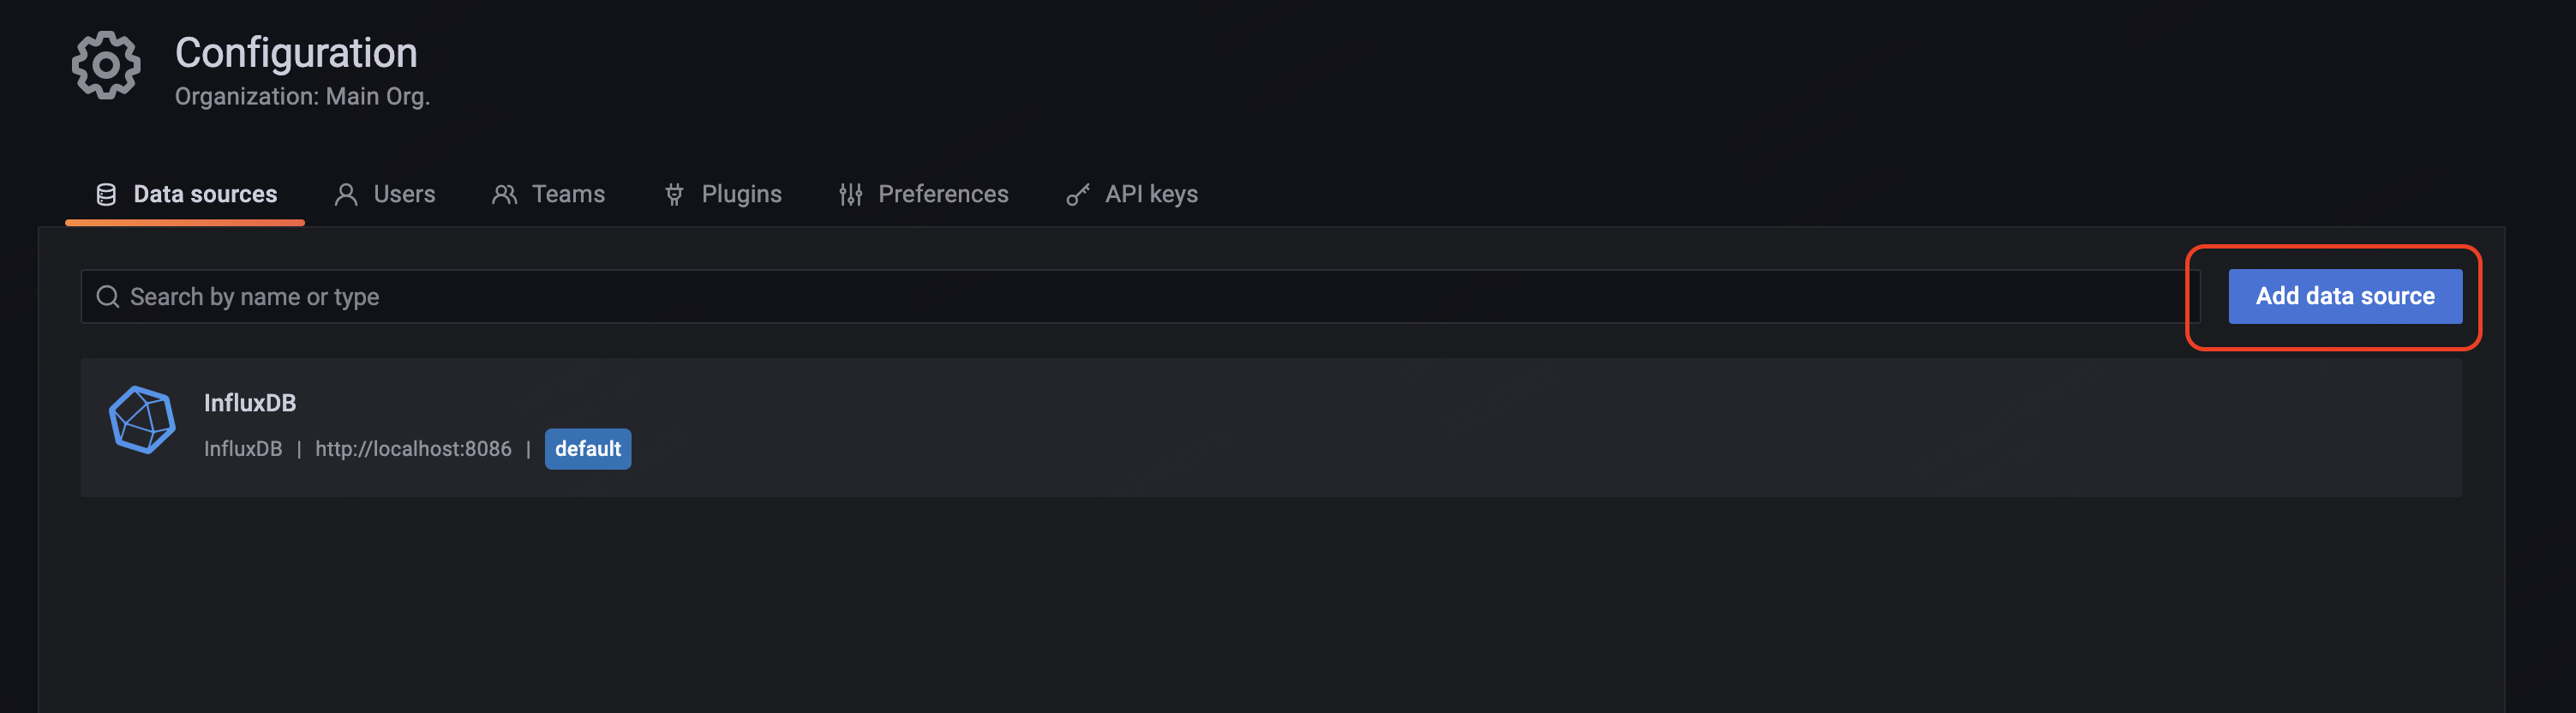 Configuration
Organization: Main Org.
Data sources Users Teams Plugins Preferences API keys
Search by name or type Add data source
InfluxDB
InfluxDB | http://localhost:8086 | default